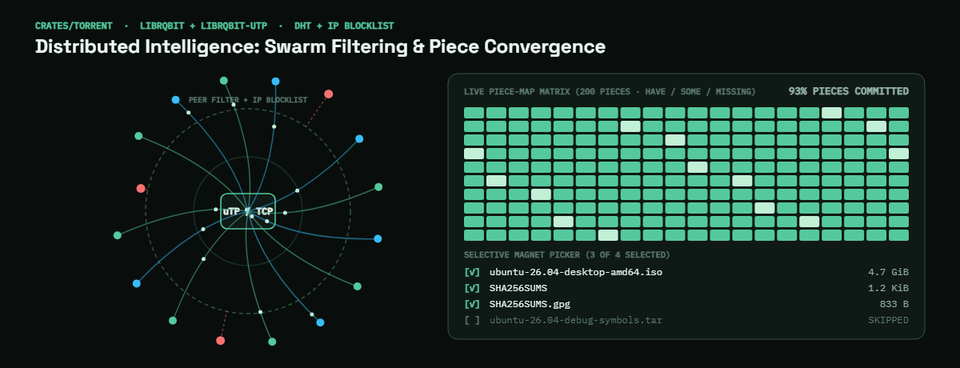 CRATES/TORRENT · LIBRQBIT + LIBRQBIT-UTP · DHT + IP BLOCKLIST
Distributed Intelligence: Swarm Filtering & Piece Convergence
PEER FILTER + IP BLOCKLIST
uTP TCP
LIVE PIECE-MAP MATRIX (200 PIECES · HAVE / SOME / MISSING) 93% PIECES COMMITTED
SELECTIVE MAGNET PICKER (3 OF 4 SELECTED)
[√] ubuntu-26.04-desktop-amd64.iso 4.7 GiB
[√] SHA256SUMS 1.2 KiB
[√] SHA256SUMS.gpg 833 B
[ ] ubuntu-26.04-debug-symbols.tar SKIPPED